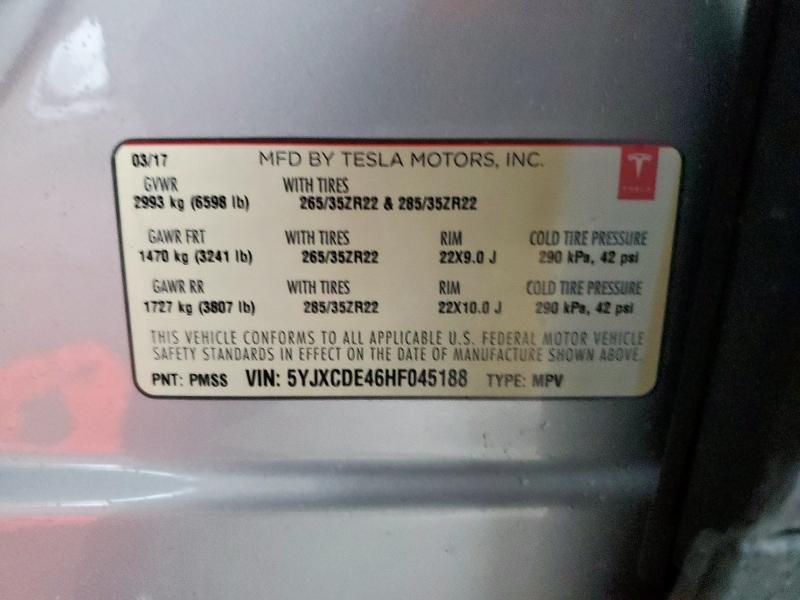 03/17 MFD BY TESLA MOTORS, INC.
TESLA
GVWR WITH TIRES
2993 kg (6598 lb) 265/35ZR22 & 285/35ZR22
GAWR FRT WITH TIRES RIM COLD TIRE PRESSURE
1470 kg (3241 lb) 265/35ZR22 22X9.0 J 290 kPa, 42 psi
GAWR RR WITH TIRES RIM COLD TIRE PRESSURE
1727 kg (3807 lb) 285/35ZR22 22X10.0 J 290 kPa, 42 psi
THIS VEHICLE CONFORMS TO ALL APPLICABLE U.S. FEDERAL MOTOR VEHICLE
SAFETY STANDARDS IN EFFECT ON THE DATE OF MANUFACTURE SHOWN ABOVE.
PNT: PMSS VIN: 5YJXCDE46HF045188 TYPE: MPV